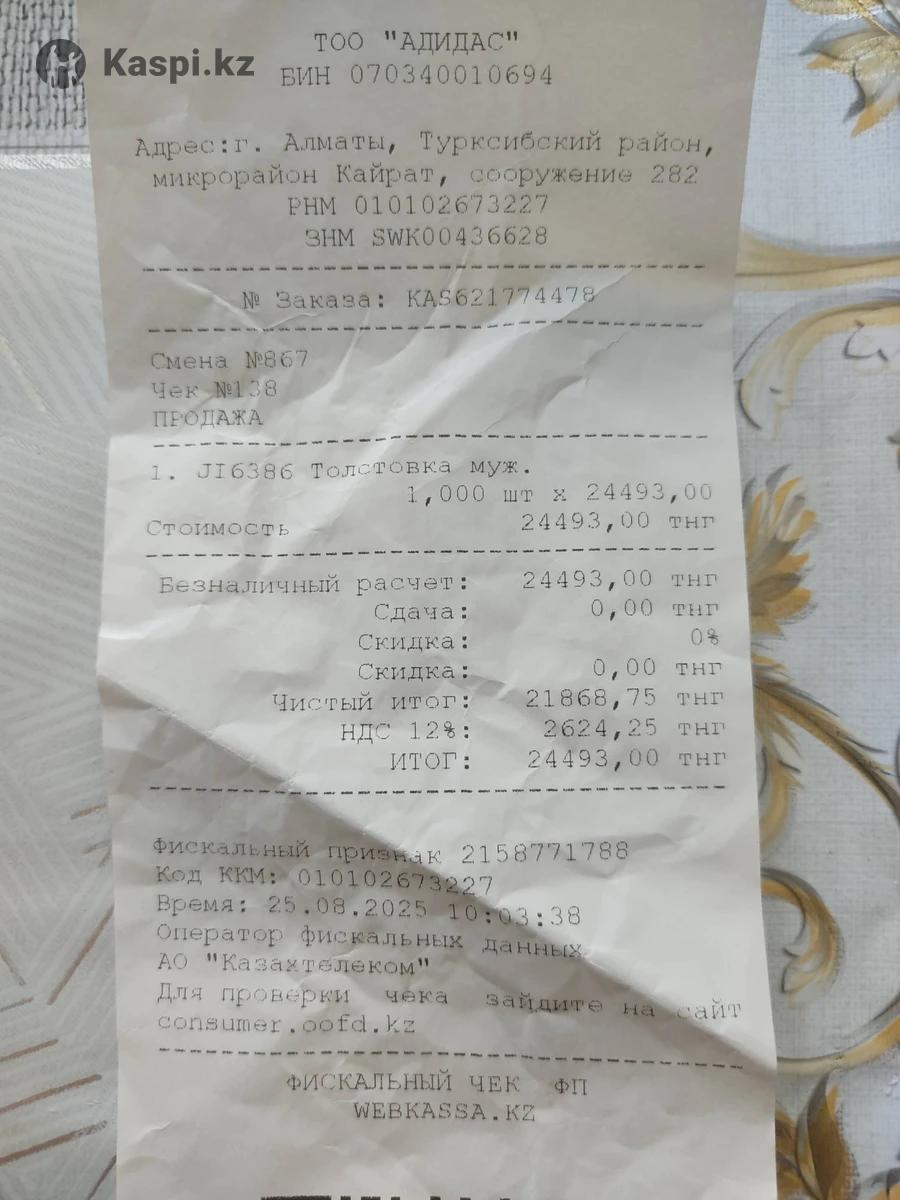 Kaspi.kz
ТОО "АДИДАС"
БИН 070340010694
Адрес:г. Алматы, Турксибский район,
микрорайон Кайрат, сооружение 282
РНМ 010102673227
ЗНМ SWK00436628
№ Заказа: KAS621774478
Смена №867
Чек №138
ПРОДАЖА
1. JI6386 Толстовка муж.
1,000 шт x 24493,00
Стоимость 24493,00 тнг
Безналичный расчет: 24493,00 тнг
Сдача: 0,00 тнг
Скидка: 0%
Скидка: 0,00 тнг
Чистый итог: 21868,75 тнг
НДС 12%: 2624,25 тнг
ИТОГ: 24493,00 тнг
Фискальный признак 2158771788
Код ККМ: 010102673227
Время: 25.08.2025 10:03:38
Оператор фискальных данных
АО "Казахтелеком"
Для проверки чека зайдите на сайт
consumer.oofd.kz
ФИСКАЛЬНЫЙ ЧЕК ФП
WEBKASSA.KZ